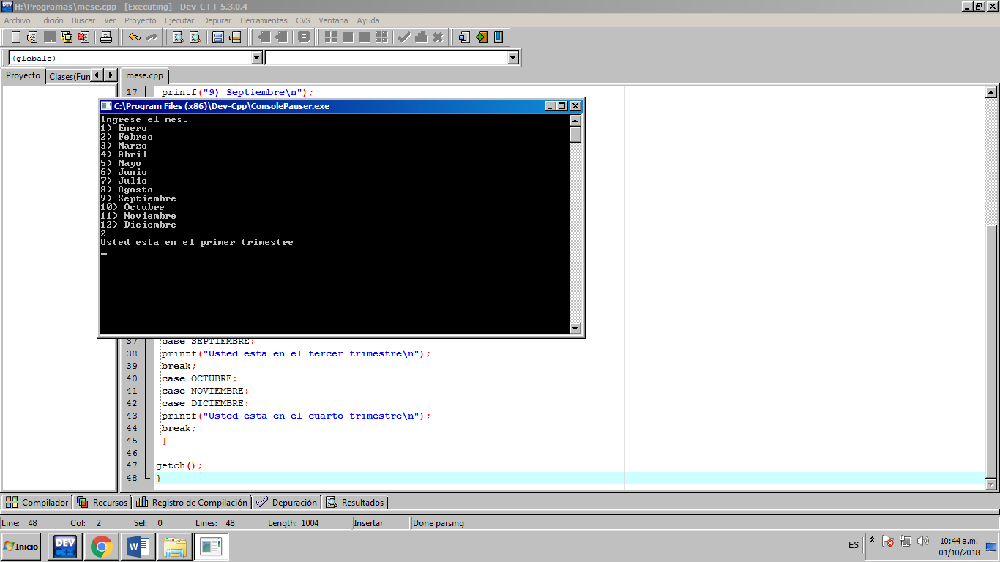 H:\Programas\mese.cpp - [Executing] - Dev-C++ 5.3.0.4
Archivo Edición Buscar Ver Proyecto Ejecutar Depurar Herramientas CVS Ventana Ayuda
(globals)
Proyecto Clases(Fun mese.cpp
17 printf("9) Septiembre\n");
C:\Program Files (x86)\Dev-Cpp\ConsolePauser.exe
Ingrese el mes.
1) Enero
2) Febreo
3) Marzo
4) Abril
5) Mayo
6) Junio
7) Julio
8) Agosto
9) Septiembre
10) Octubre
11) Noviembre
12) Diciembre
2
Usted esta en el primer trimestre
37 case SEPTIEMBRE:
38 printf("Usted esta en el tercer trimestre\n");
39 break;
40 case OCTUBRE:
41 case NOVIEMBRE:
42 case DICIEMBRE:
43 printf("Usted esta en el cuarto trimestre\n");
44 break;
45 }
46
47 getch();
48 }
Compilador Recursos Registro de Compilación Depuración Resultados
Line: 48 Col: 2 Sel: 0 Lines: 48 Length: 1004 Insertar Done parsing
Inicio DEV C++ ES 10:44 a.m.
01/10/2018